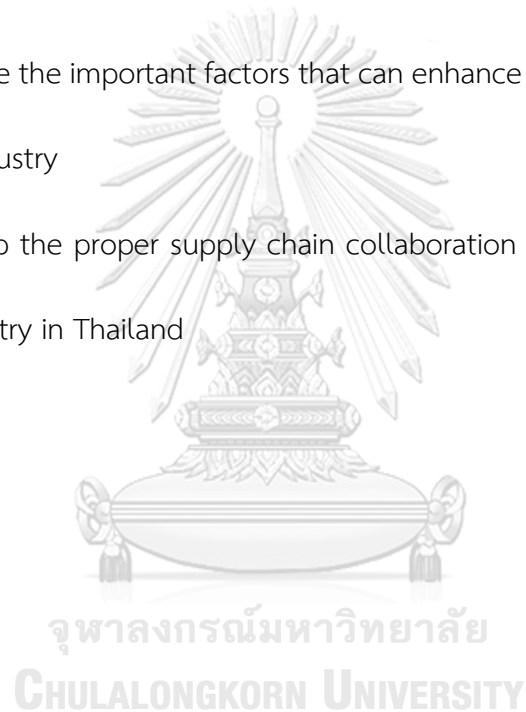 e the important factors that can enhance
ustry
o the proper supply chain collaboration
try in Thailand
จุฬาลงกรณ์มหาวิทยาลัย
CHULALONGKORN UNIVERSITY